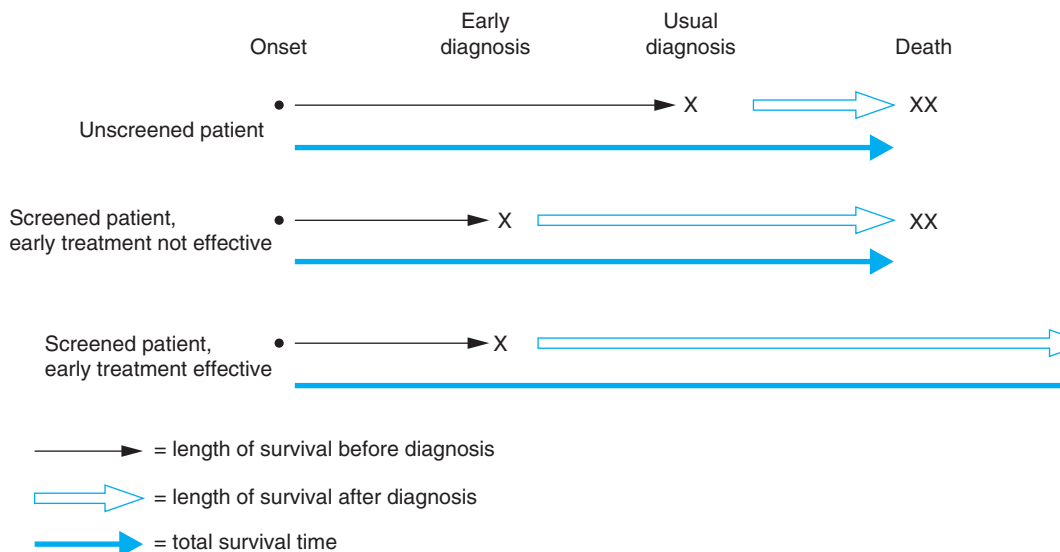 Onset
Early
diagnosis
Usual
diagnosis
Death
X
XX
Unscreened patient
Screened patient,
early treatment not effective
X
XX
Screened patient,
early treatment effective
X
= length of survival before diagnosis
= length of survival after diagnosis
= total survival time